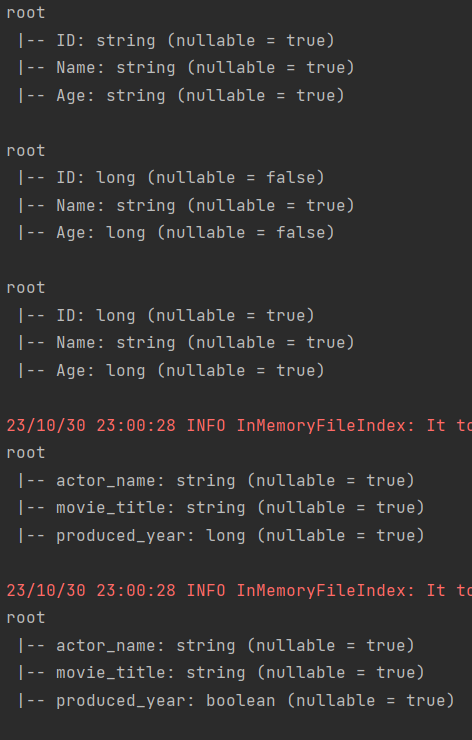 root
 |-- ID: string (nullable = true)
 |-- Name: string (nullable = true)
 |-- Age: string (nullable = true)
root
 |-- ID: long (nullable = false)
 |-- Name: string (nullable = true)
 |-- Age: long (nullable = false)
root
 |-- ID: long (nullable = true)
 |-- Name: string (nullable = true)
 |-- Age: long (nullable = true)
23/10/30 23:00:28 INFO InMemoryFileIndex: It
root
 |-- actor_name: string (nullable = true)
 |-- movie_title: string (nullable = true)
 |-- produced_year: long (nullable = true)
23/10/30 23:00:28 INFO InMemoryFileIndex: It
root
 |-- actor_name: string (nullable = true)
 |-- movie_title: string (nullable = true)
 |-- produced_year: boolean (nullable = true)